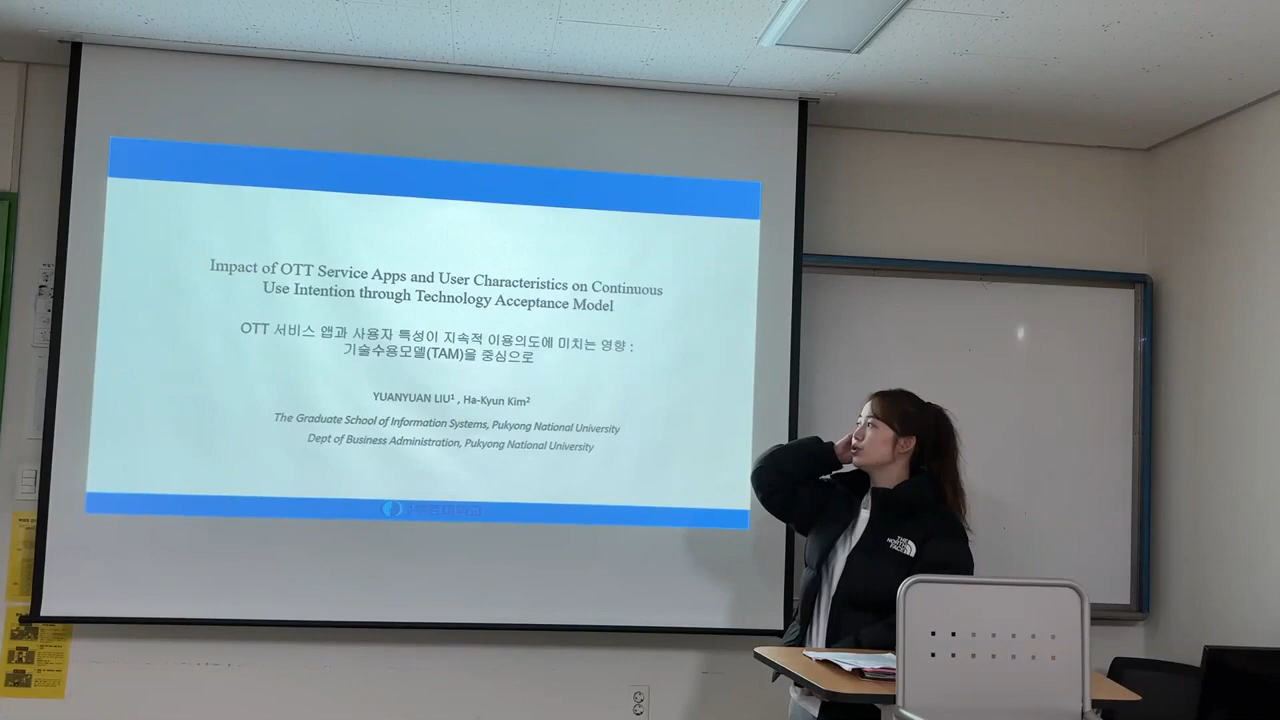 Impact of OTT Service Apps and User Characteristics on Continuous
Use Intention through Technology Acceptance Model
OTT 서비스 앱과 사용자 특성이 지속적 이용의도에 미치는 영향 :
기술수용모델(TAM)을 중심으로
YUANYUAN LIU¹ , Ha-Kyun Kim²
The Graduate School of Information Systems, Pukyong National University
Dept of Business Administration, Pukyong National University
THE
NORTH
FACE